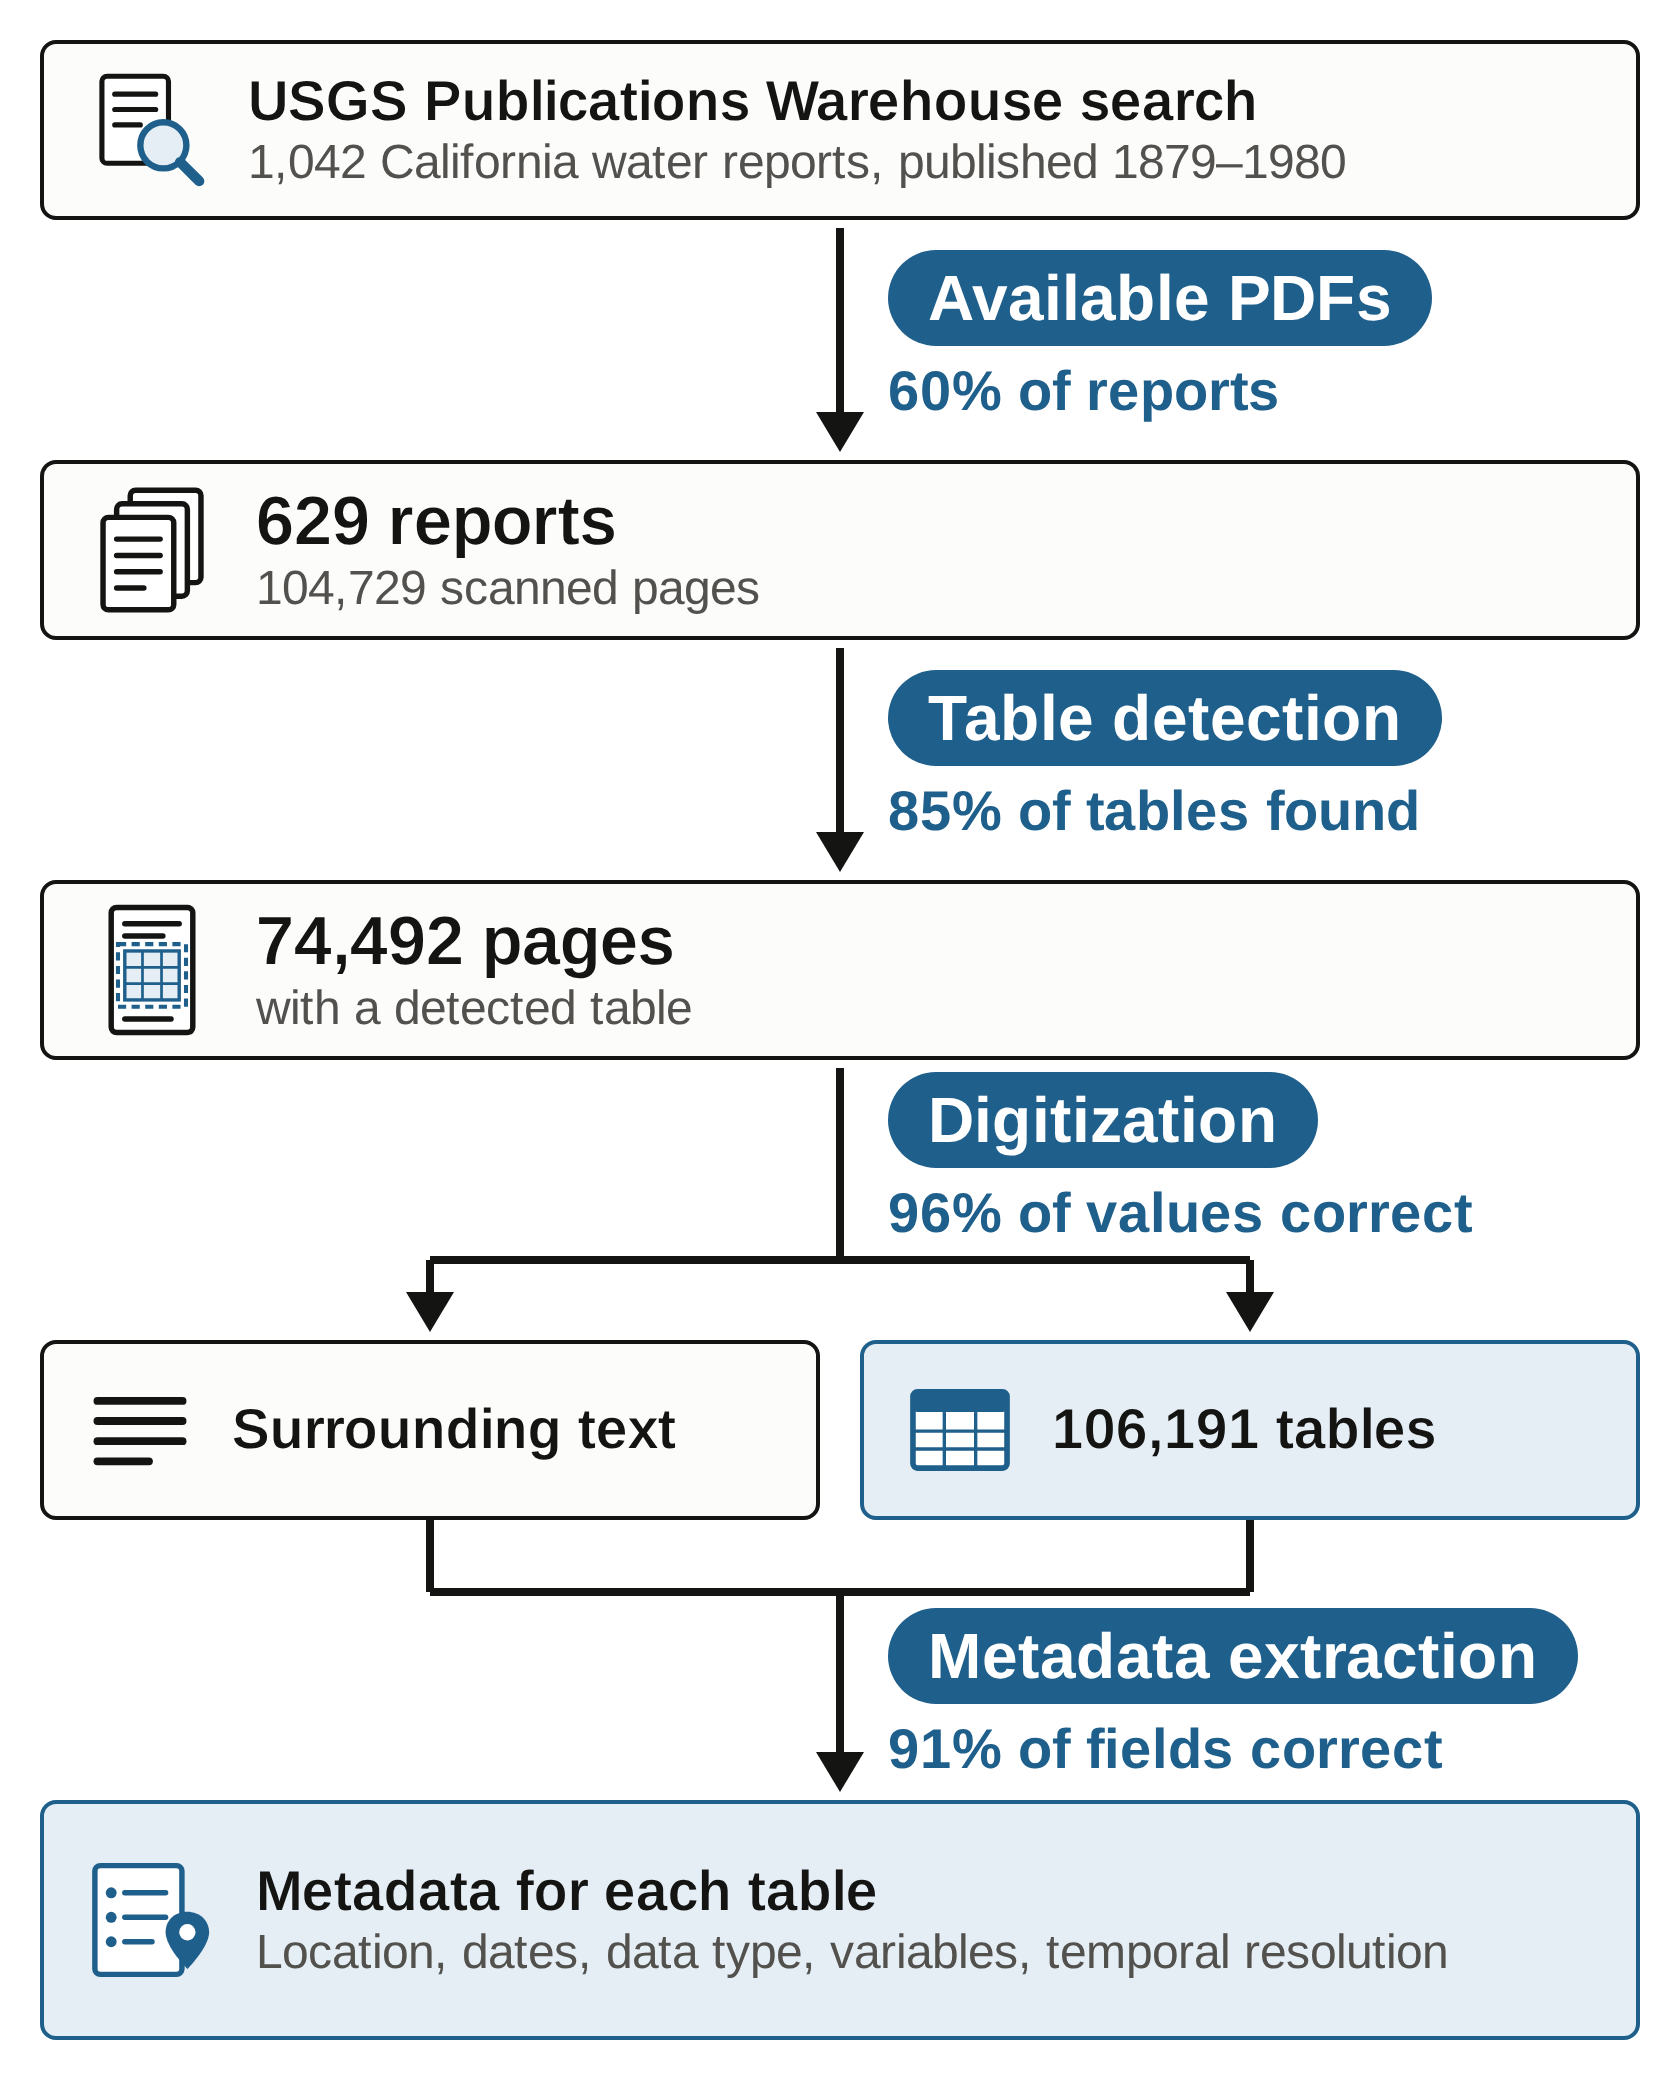 USGS Publications Warehouse search
1,042 California water reports, published 1879–1980
Available PDFs
60% of reports
629 reports
104,729 scanned pages
Table detection
85% of tables found
74,492 pages
with a detected table
Digitization
96% of values correct
Surrounding text
106,191 tables
Metadata extraction
91% of fields correct
Metadata for each table
Location, dates, data type, variables, temporal resolution